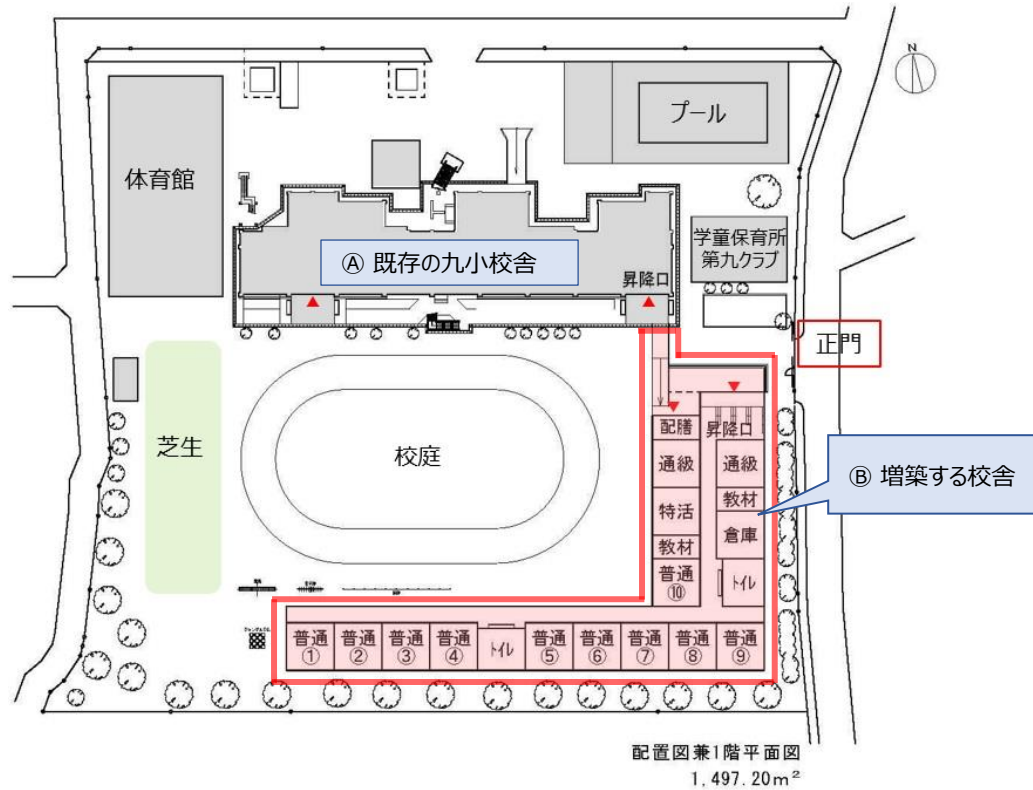 N
プール
体育館
学童保育所
第九クラブ
Ⓐ 既存の九小校舎
昇降口
正門
芝生
校庭
配膳
昇降口
通級
通級
教材
特活
倉庫
教材
普通
⑩
トイレ
Ⓑ 増築する校舎
普通
①
普通
②
普通
③
普通
④
トイレ
普通
⑤
普通
⑥
普通
⑦
普通
⑧
普通
⑨
配置図兼1階平面図
1,497.20m²